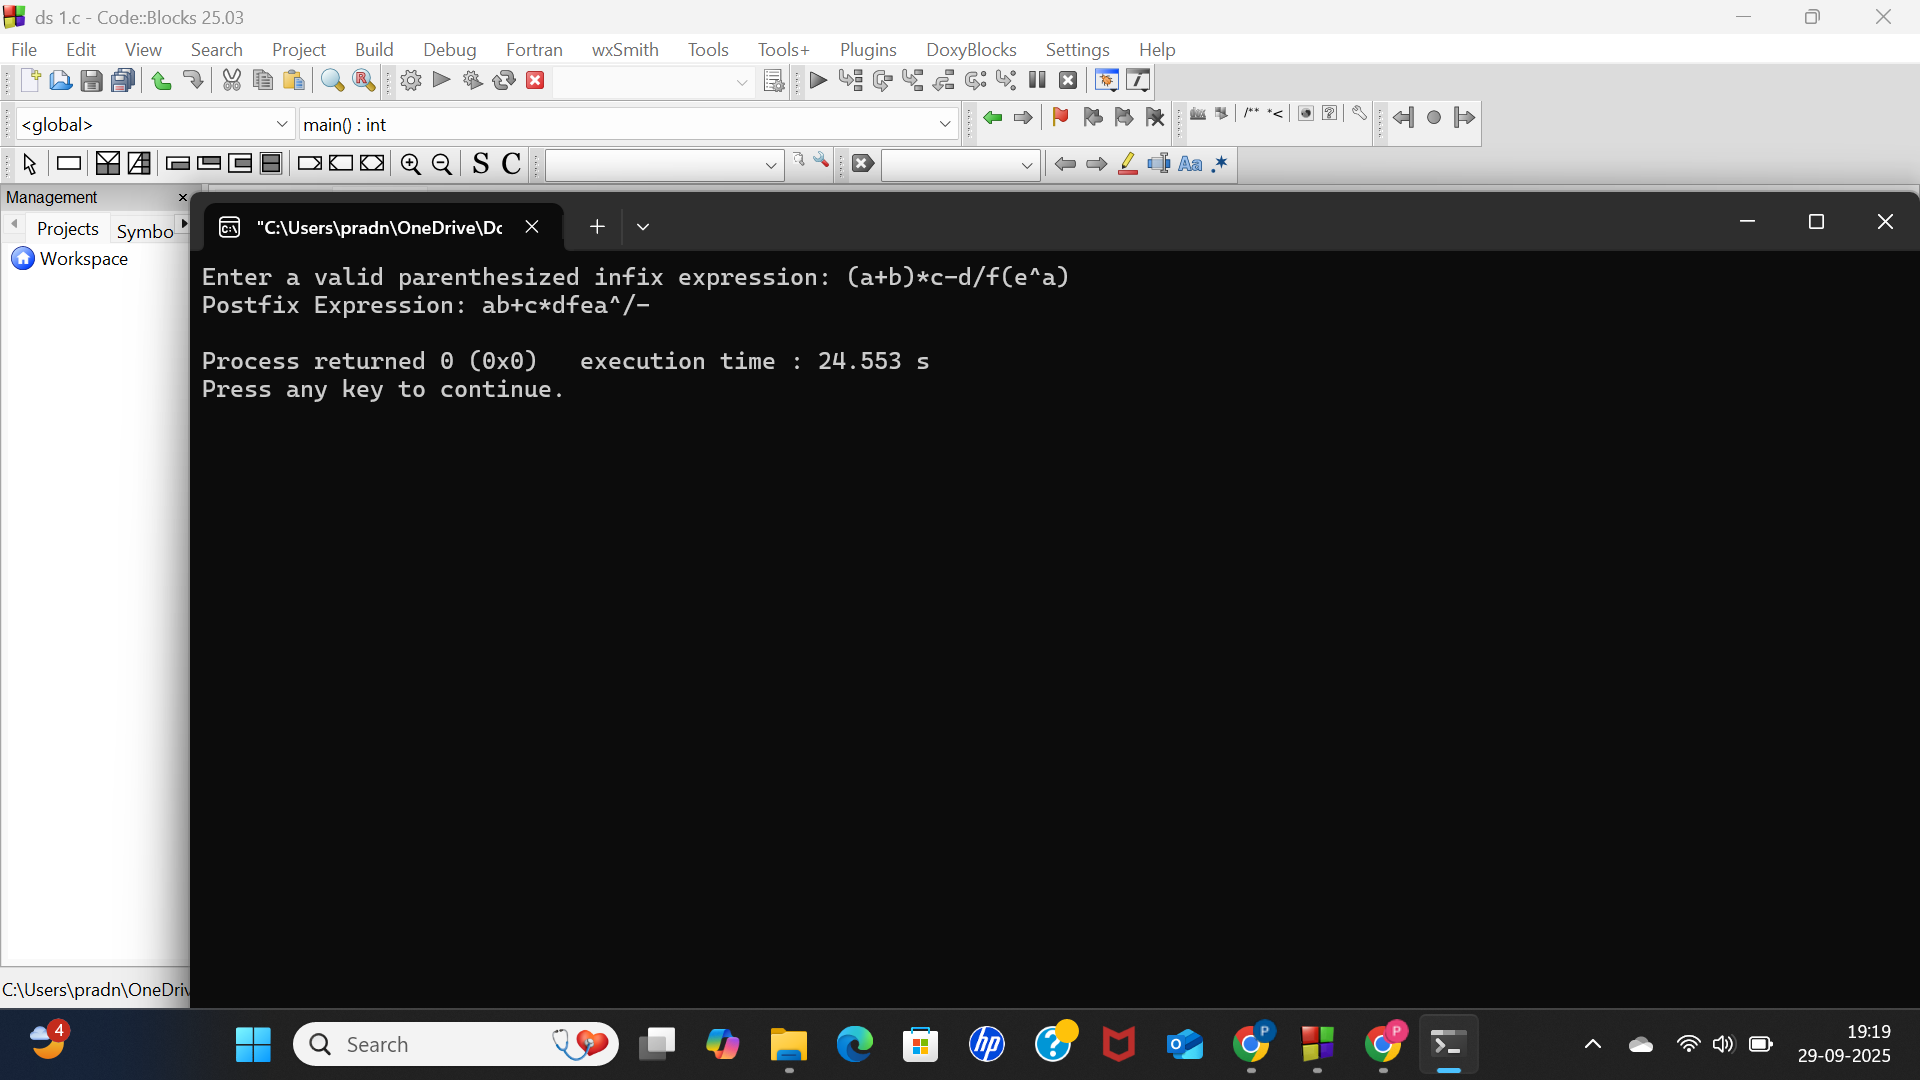 ds 1.c - Code::Blocks 25.03
File Edit View Search Project Build Debug Fortran wxSmith Tools Tools+ Plugins DoxyBlocks Settings Help
<global> main() : int
/** *<
S C
Aa .*
Management
Projects Symbo
Workspace
"C:\Users\pradn\OneDrive\Dc
Enter a valid parenthesized infix expression: (a+b)*c-d/f(e^a)
Postfix Expression: ab+c*dfea^/-
Process returned 0 (0x0)   execution time : 24.553 s
Press any key to continue.
C:\Users\pradn\OneDriv
4
Search
hp
P
P
19:19
29-09-2025